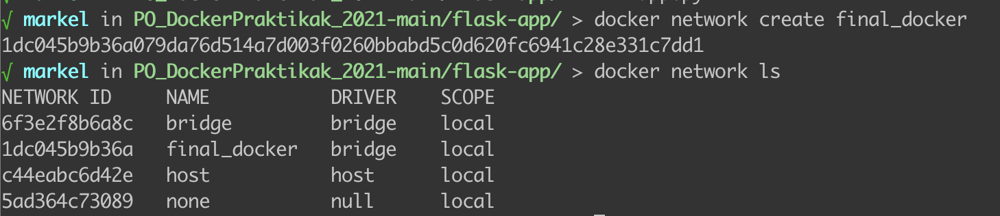 √ markel in PO_DockerPraktikak_2021-main/flask-app/ > docker network create final_docker
1dc045b9b36a079da76d514a7d003f0260bbabd5c0d620fc6941c28e331c7dd1
√ markel in PO_DockerPraktikak_2021-main/flask-app/ > docker network ls
NETWORK ID NAME DRIVER SCOPE
6f3e2f8b6a8c bridge bridge local
1dc045b9b36a final_docker bridge local
c44eabc6d42e host host local
5ad364c73089 none null local